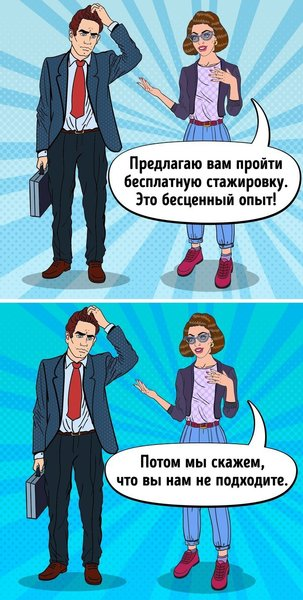 Предлагаю вам пройти
бесплатную стажировку.
Это бесценный опыт!
Потом мы скажем,
что вы нам не подходите.